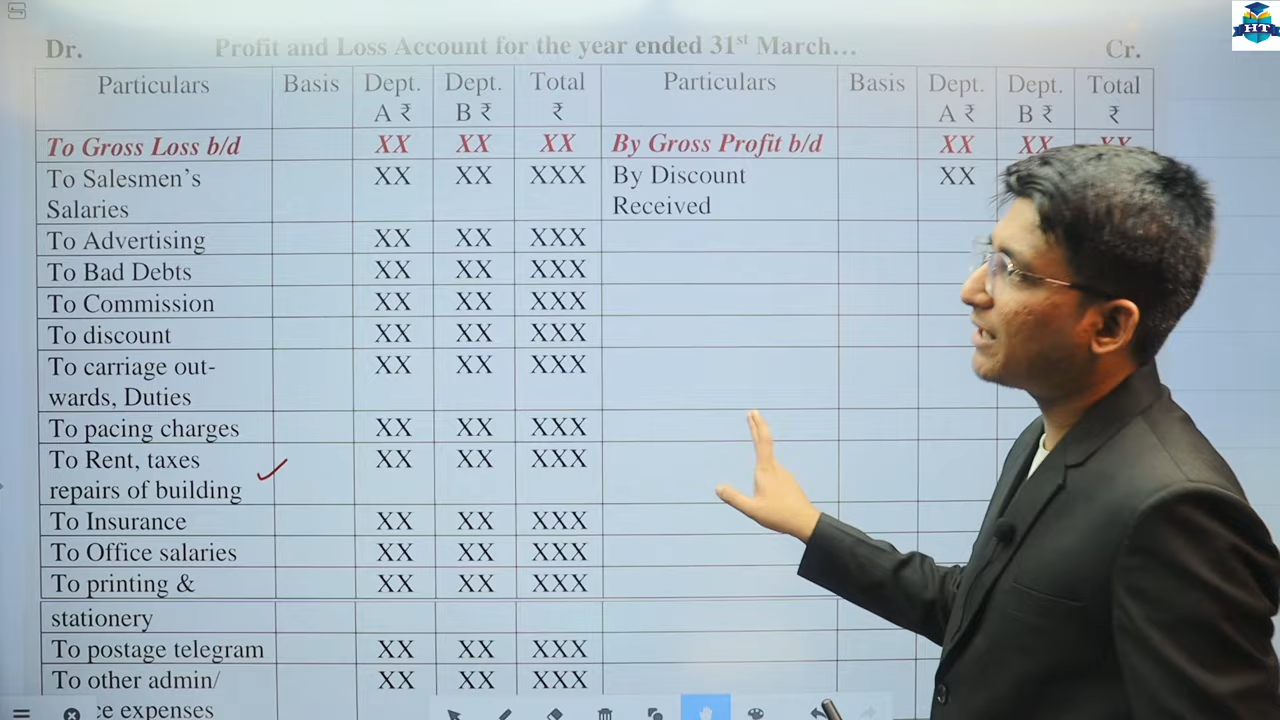 HT
Dr. Profit and Loss Account for the year ended 31st March… Cr.
Particulars Basis Dept. A ₹ Dept. B ₹ Total ₹ Particulars Basis Dept. A ₹ Dept. B ₹ Total ₹
To Gross Loss b/d XX XX XX By Gross Profit b/d XX XX XX
To Salesmen's XX XX XXX By Discount XX
Salaries Received
To Advertising XX XX XXX
To Bad Debts XX XX XXX
To Commission XX XX XXX
To discount XX XX XXX
To carriage out- XX XX XXX
wards, Duties
To pacing charges XX XX XXX
To Rent, taxes XX XX XXX
repairs of building
To Insurance XX XX XXX
To Office salaries XX XX XXX
To printing & XX XX XXX
stationery
To postage telegram XX XX XXX
To other admin/ XX XX XXX
expenses